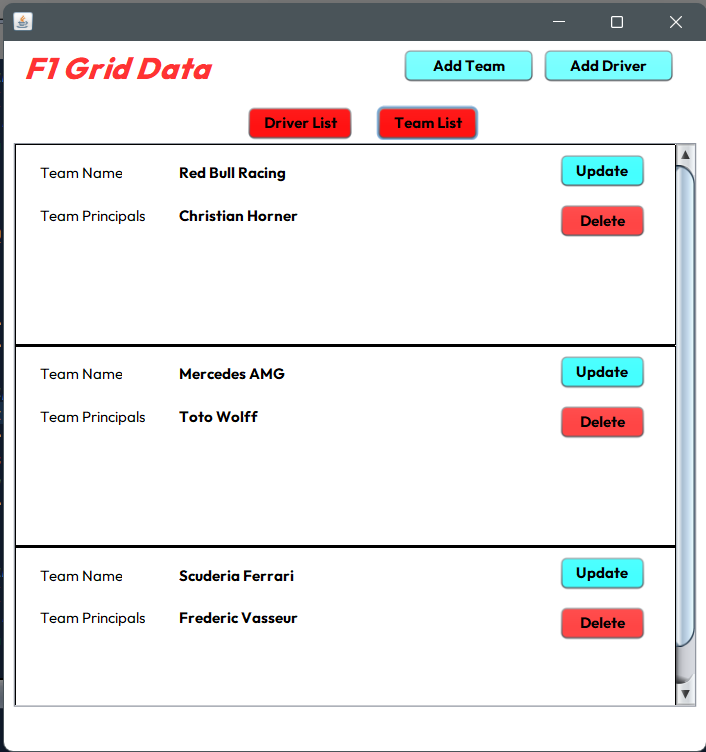 F1 Grid Data
Add Team
Add Driver
Driver List
Team List
Team Name Red Bull Racing
Update
Team Principals Christian Horner
Delete
Team Name Mercedes AMG
Update
Team Principals Toto Wolff
Delete
Team Name Scuderia Ferrari
Update
Team Principals Frederic Vasseur
Delete